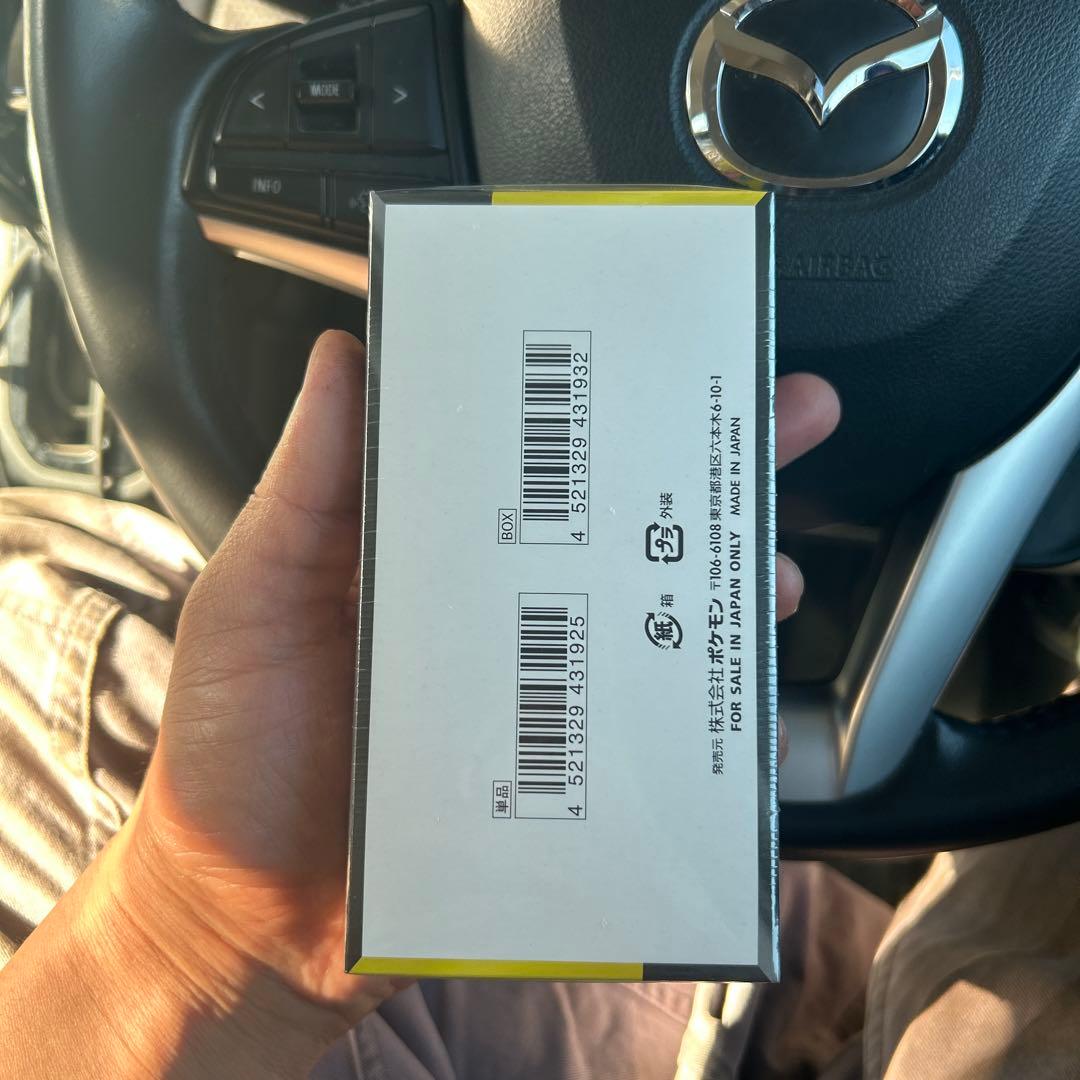 MODE
INFO
AIRBAG
BOX
4 521329 431932
単品
4 521329 431925
紙 箱
プラ 外装
発売元 株式会社ポケモン 〒106-6108 東京都港区六本木6-10-1
FOR SALE IN JAPAN ONLY MADE IN JAPAN